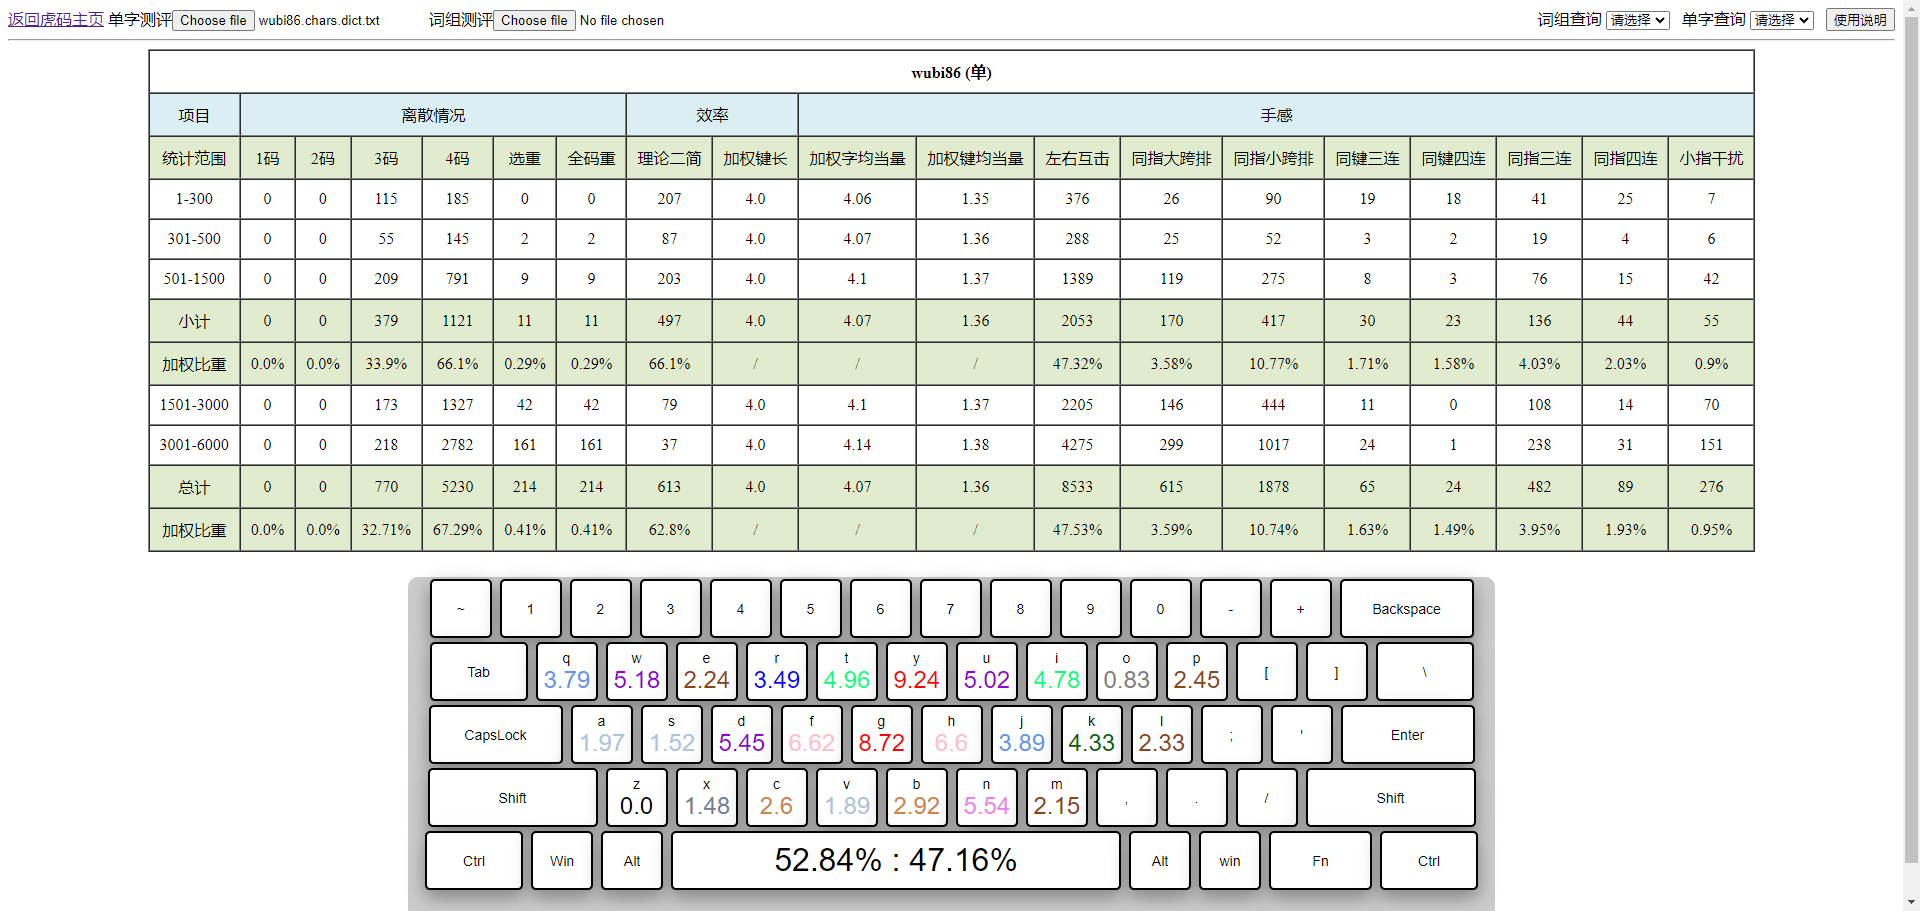 返回虎码主页 单字测评 Choose file wubi86.chars.dict.txt 词组测评 Choose file No file chosen 词组查询 请选择 单字查询 请选择 使用说明
wubi86 (单)
项目 离散情况 效率 手感
统计范围 1码 2码 3码 4码 选重 全码重 理论二简 加权键长 加权字均当量 加权键均当量 左右互击 同指大跨排 同指小跨排 同键三连 同键四连 同指三连 同指四连 小指干扰
1-300 0 0 115 185 0 0 207 4.0 4.06 1.35 376 26 90 19 18 41 25 7
301-500 0 0 55 145 2 2 87 4.0 4.07 1.36 288 25 52 3 2 19 4 6
501-1500 0 0 209 791 9 9 203 4.0 4.1 1.37 1389 119 275 8 3 76 15 42
小计 0 0 379 1121 11 11 497 4.0 4.07 1.36 2053 170 417 30 23 136 44 55
加权比重 0.0% 0.0% 33.9% 66.1% 0.29% 0.29% 66.1% / / / 47.32% 3.58% 10.77% 1.71% 1.58% 4.03% 2.03% 0.9%
1501-3000 0 0 173 1327 42 42 79 4.0 4.1 1.37 2205 146 444 11 0 108 14 70
3001-6000 0 0 218 2782 161 161 37 4.0 4.14 1.38 4275 299 1017 24 1 238 31 151
总计 0 0 770 5230 214 214 613 4.0 4.07 1.36 8533 615 1878 65 24 482 89 276
加权比重 0.0% 0.0% 32.71% 67.29% 0.41% 0.41% 62.8% / / / 47.53% 3.59% 10.74% 1.63% 1.49% 3.95% 1.93% 0.95%
~ 1 2 3 4 5 6 7 8 9 0 - + Backspace
q w e r t y u i o p
Tab 3.79 5.18 2.24 3.49 4.96 9.24 5.02 4.78 0.83 2.45 [ ] \
a s d f g h j k l
CapsLock 1.97 1.52 5.45 6.62 8.72 6.6 3.89 4.33 2.33 ; ' Enter
z x c v b n m
Shift 0.0 1.48 2.6 1.89 2.92 5.54 2.15 , . / Shift
Ctrl Win Alt 52.84% : 47.16% Alt win Fn Ctrl